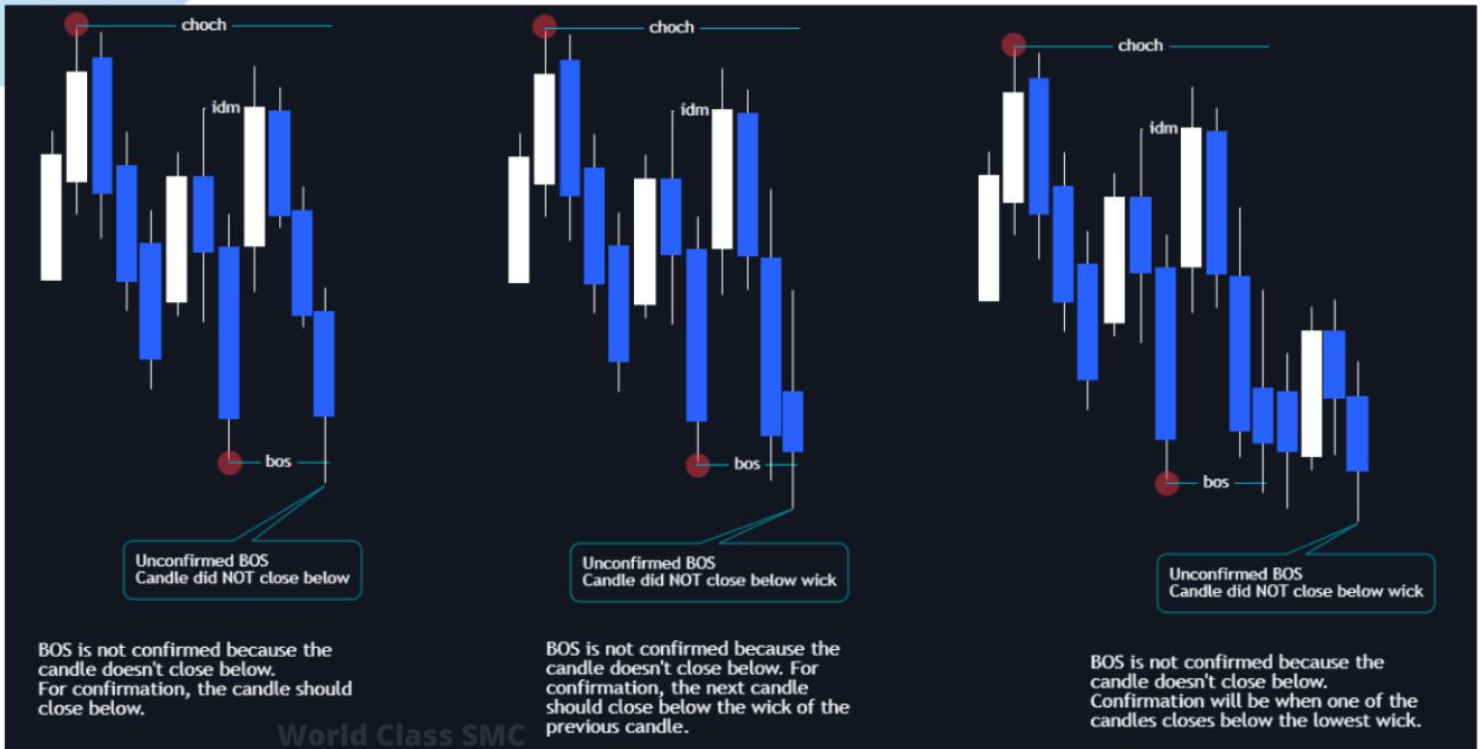 choch
idm
bos
Unconfirmed BOS
Candle did NOT close below
BOS is not confirmed because the
candle doesn't close below.
For confirmation, the candle should
close below.
choch
idm
bos
Unconfirmed BOS
Candle did NOT close below wick
BOS is not confirmed because the
candle doesn't close below. For
confirmation, the next candle
should close below the wick of the
previous candle.
choch
idm
bos
Unconfirmed BOS
Candle did NOT close below wick
BOS is not confirmed because the
candle doesn't close below.
Confirmation will be when one of the
candles closes below the lowest wick.
World Class SMC